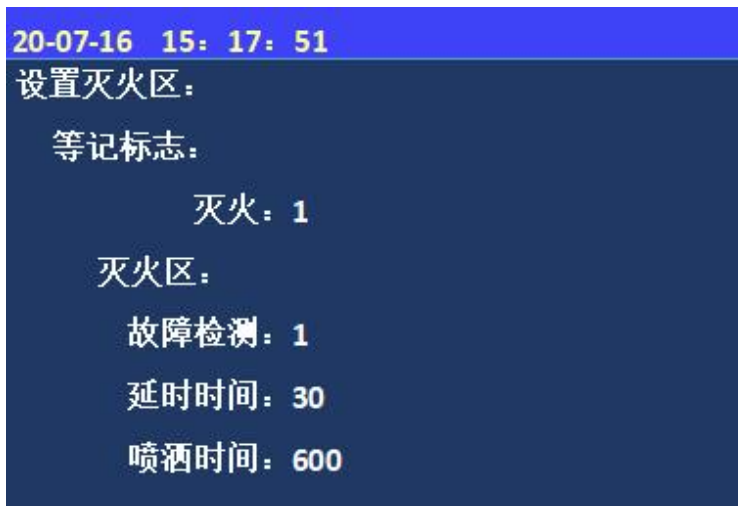 20-07-16 15：17：51
设置灭火区：
等记标志：
灭火：1
灭火区：
故障检测：1
延时时间：30
喷洒时间：600